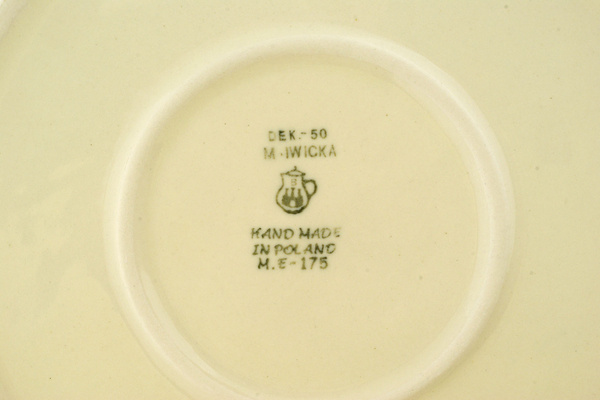 DEK.-50
M.IWICKA
HAND MADE
IN POLAND
M.E-175